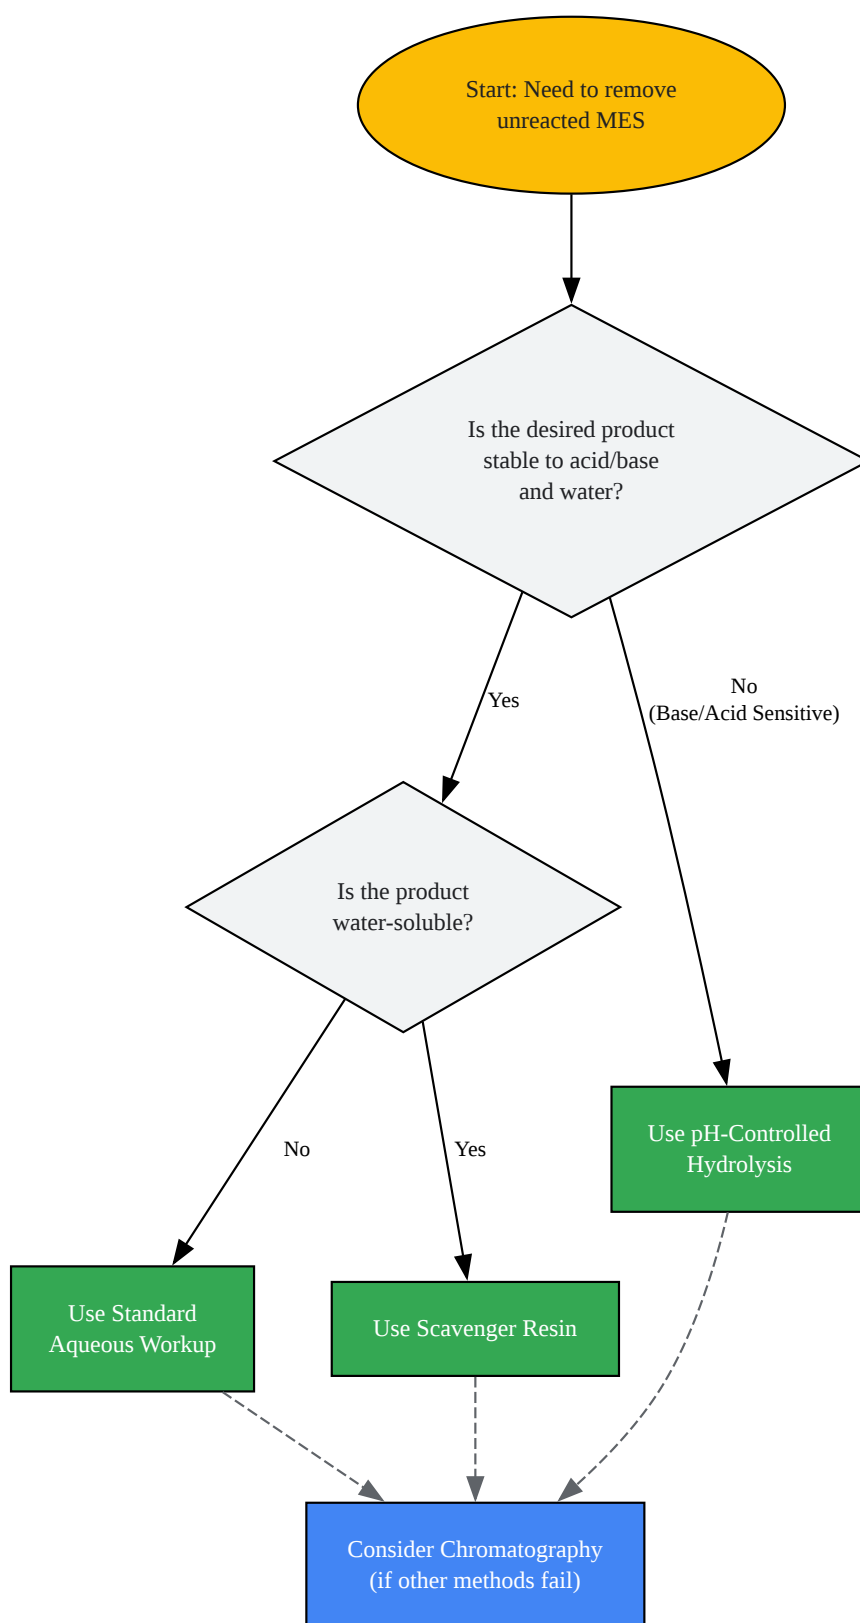 Start: Need to remove
unreacted MES
Is the desired product
stable to acid/base
and water?
Yes
No
(Base/Acid Sensitive)
Is the product
water-soluble?
No
Yes
Use pH-Controlled
Hydrolysis
Use Standard
Aqueous Workup
Use Scavenger Resin
Consider Chromatography
(if other methods fail)